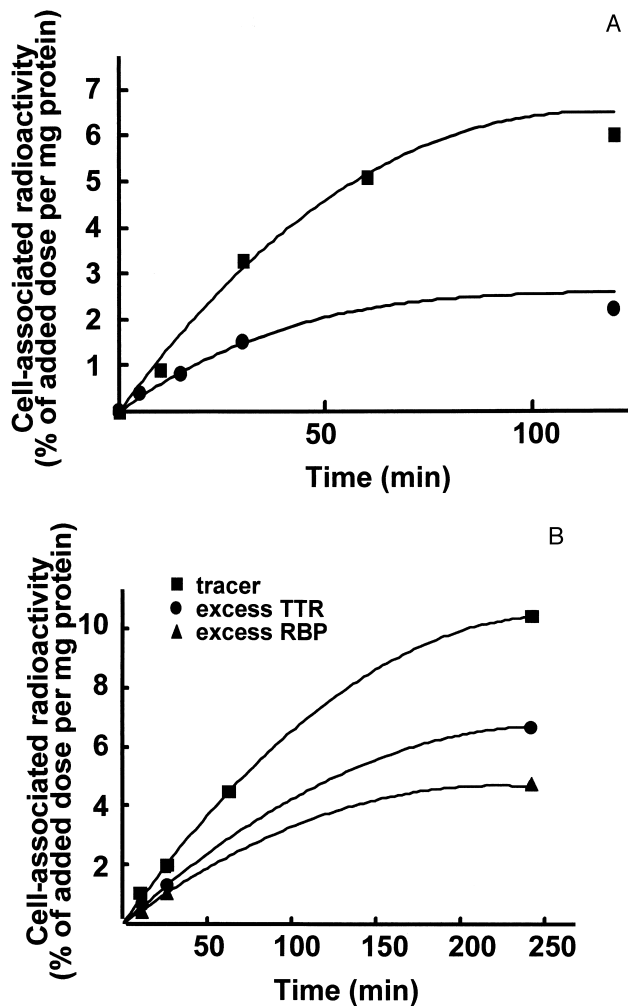 A
Cell-associated radioactivity
(% of added dose per mg protein)
7
6
5
4
3
2
1
50
100
Time (min)
B
tracer
excess TTR
excess RBP
Cell-associated radioactivity
(% of added dose per mg protein)
10
8
6
4
2
50
100
150
200
250
Time (min)